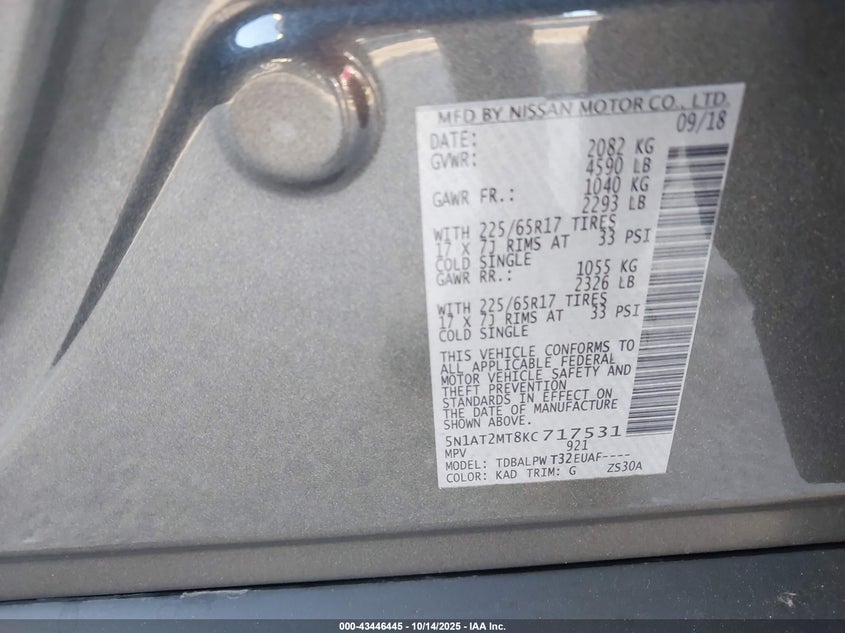 MFD BY NISSAN MOTOR CO., LTD.
DATE: 09/18
GVWR: 2082 KG
4590 LB
GAWR FR.: 1040 KG
2293 LB
WITH 225/65R17 TIRES
17 X 7J RIMS AT 33 PSI
COLD SINGLE
GAWR RR.: 1055 KG
2326 LB
WITH 225/65R17 TIRES
17 X 7J RIMS AT 33 PSI
COLD SINGLE
THIS VEHICLE CONFORMS TO
ALL APPLICABLE FEDERAL
MOTOR VEHICLE SAFETY AND
THEFT PREVENTION
STANDARDS IN EFFECT ON
THE DATE OF MANUFACTURE
SHOWN ABOVE.
5N1AT2MT8KC717531
MPV 921
MODEL: TDBALPW T32EUAF----
COLOR: KAD TRIM: G ZS30A
000-43446445 - 10/14/2025 - IAA Inc.